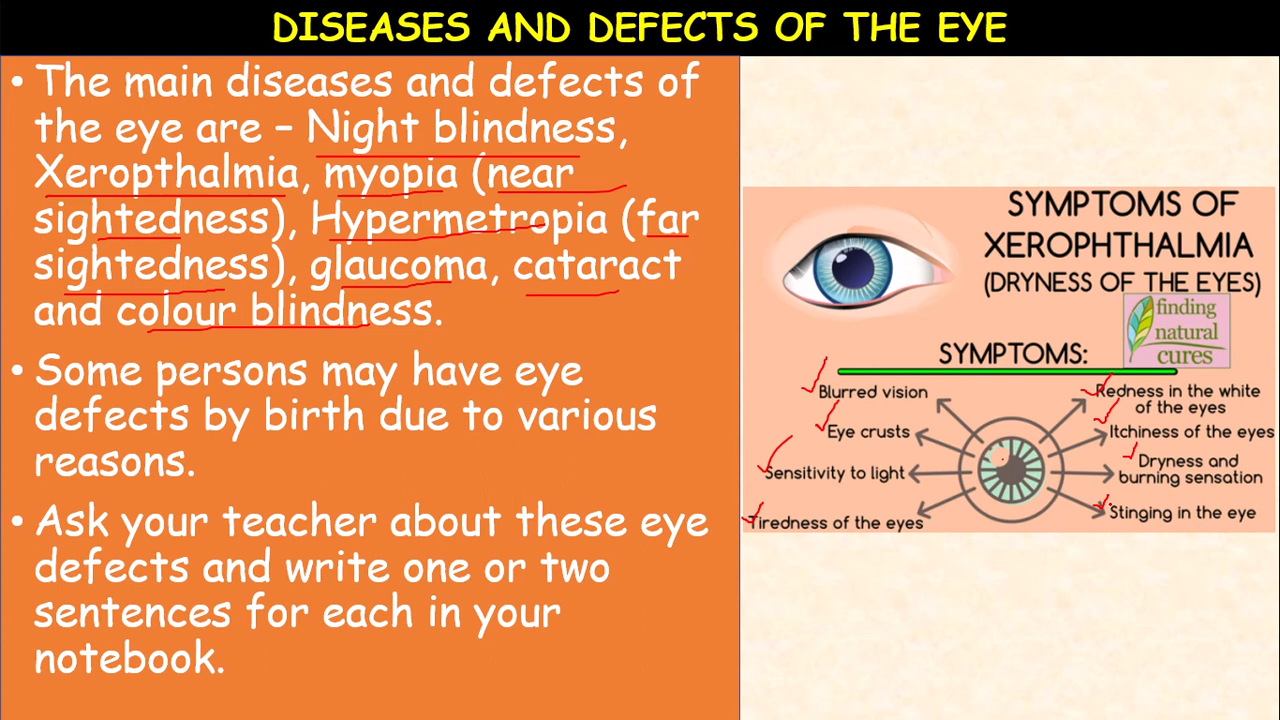 DISEASES AND DEFECTS OF THE EYE
• The main diseases and defects of
the eye are – Night blindness,
Xeropthalmia, myopia (near
sightedness), Hypermetropia (far
sightedness), glaucoma, cataract
and colour blindness.
• Some persons may have eye
defects by birth due to various
reasons.
• Ask your teacher about these eye
defects and write one or two
sentences for each in your
notebook.
SYMPTOMS OF
XEROPHTHALMIA
(DRYNESS OF THE EYES)
finding
natural
cures
SYMPTOMS:
Blurred vision
Eye crusts
Sensitivity to light
Tiredness of the eyes
Redness in the white
of the eyes
Itchiness of the eyes
Dryness and
burning sensation
Stinging in the eye